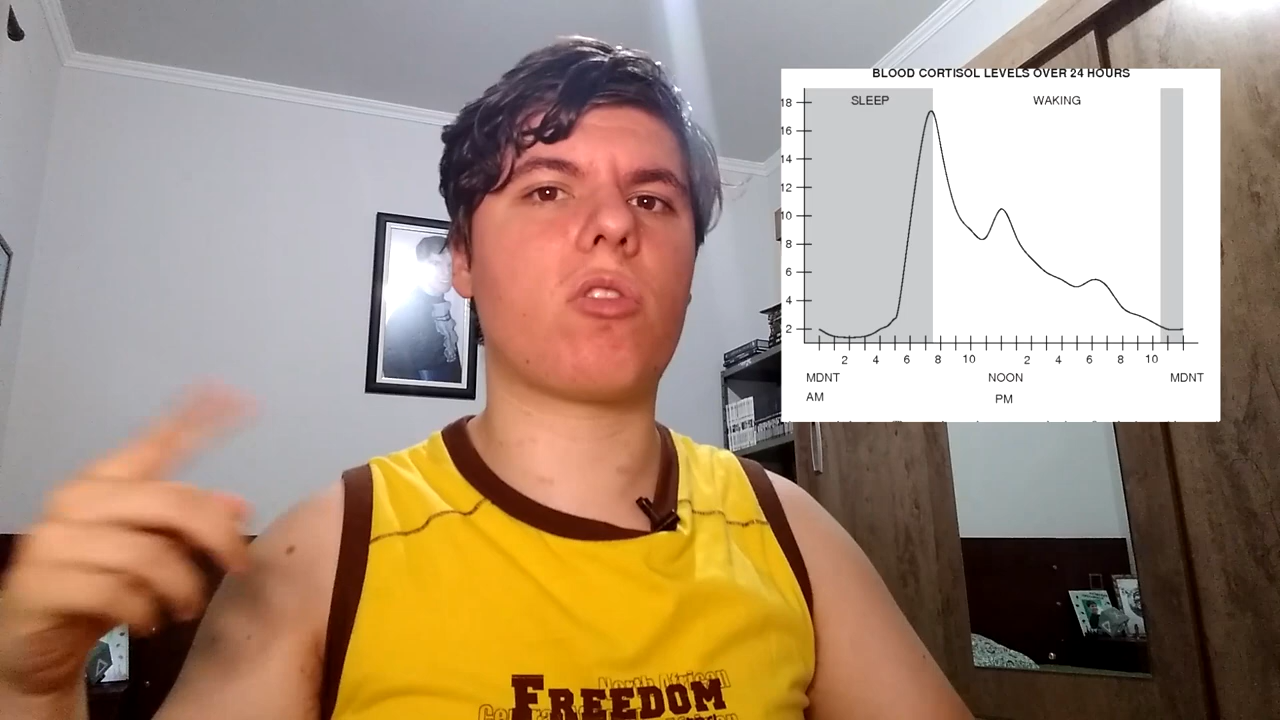 BLOOD CORTISOL LEVELS OVER 24 HOURS
SLEEP WAKING
18
16
14
12
10
8
6
4
2
2 4 6 8 10 2 4 6 8 10
MDNT NOON MDNT
AM PM
North African
FREEDOM